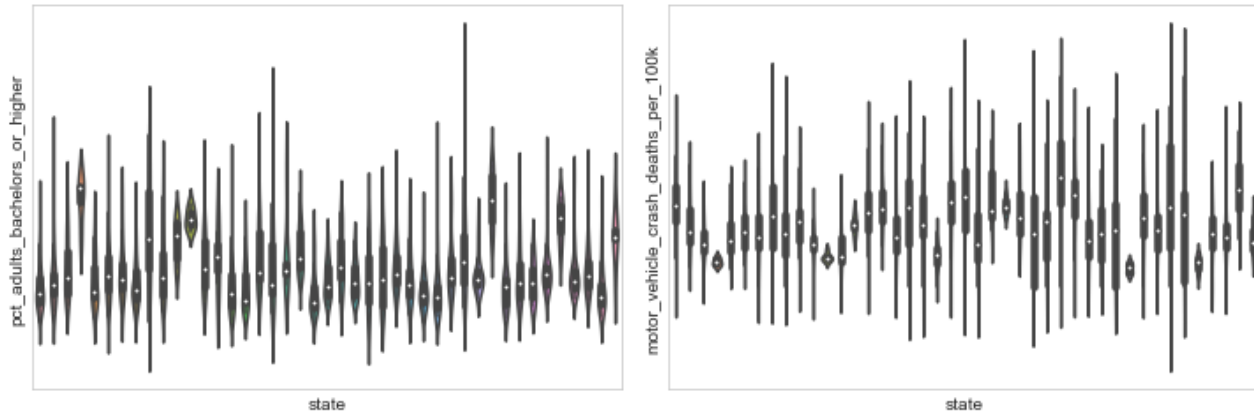 pct_adults_bachelors_or_higher
state
motor_vehicle_crash_deaths_per_100k
state